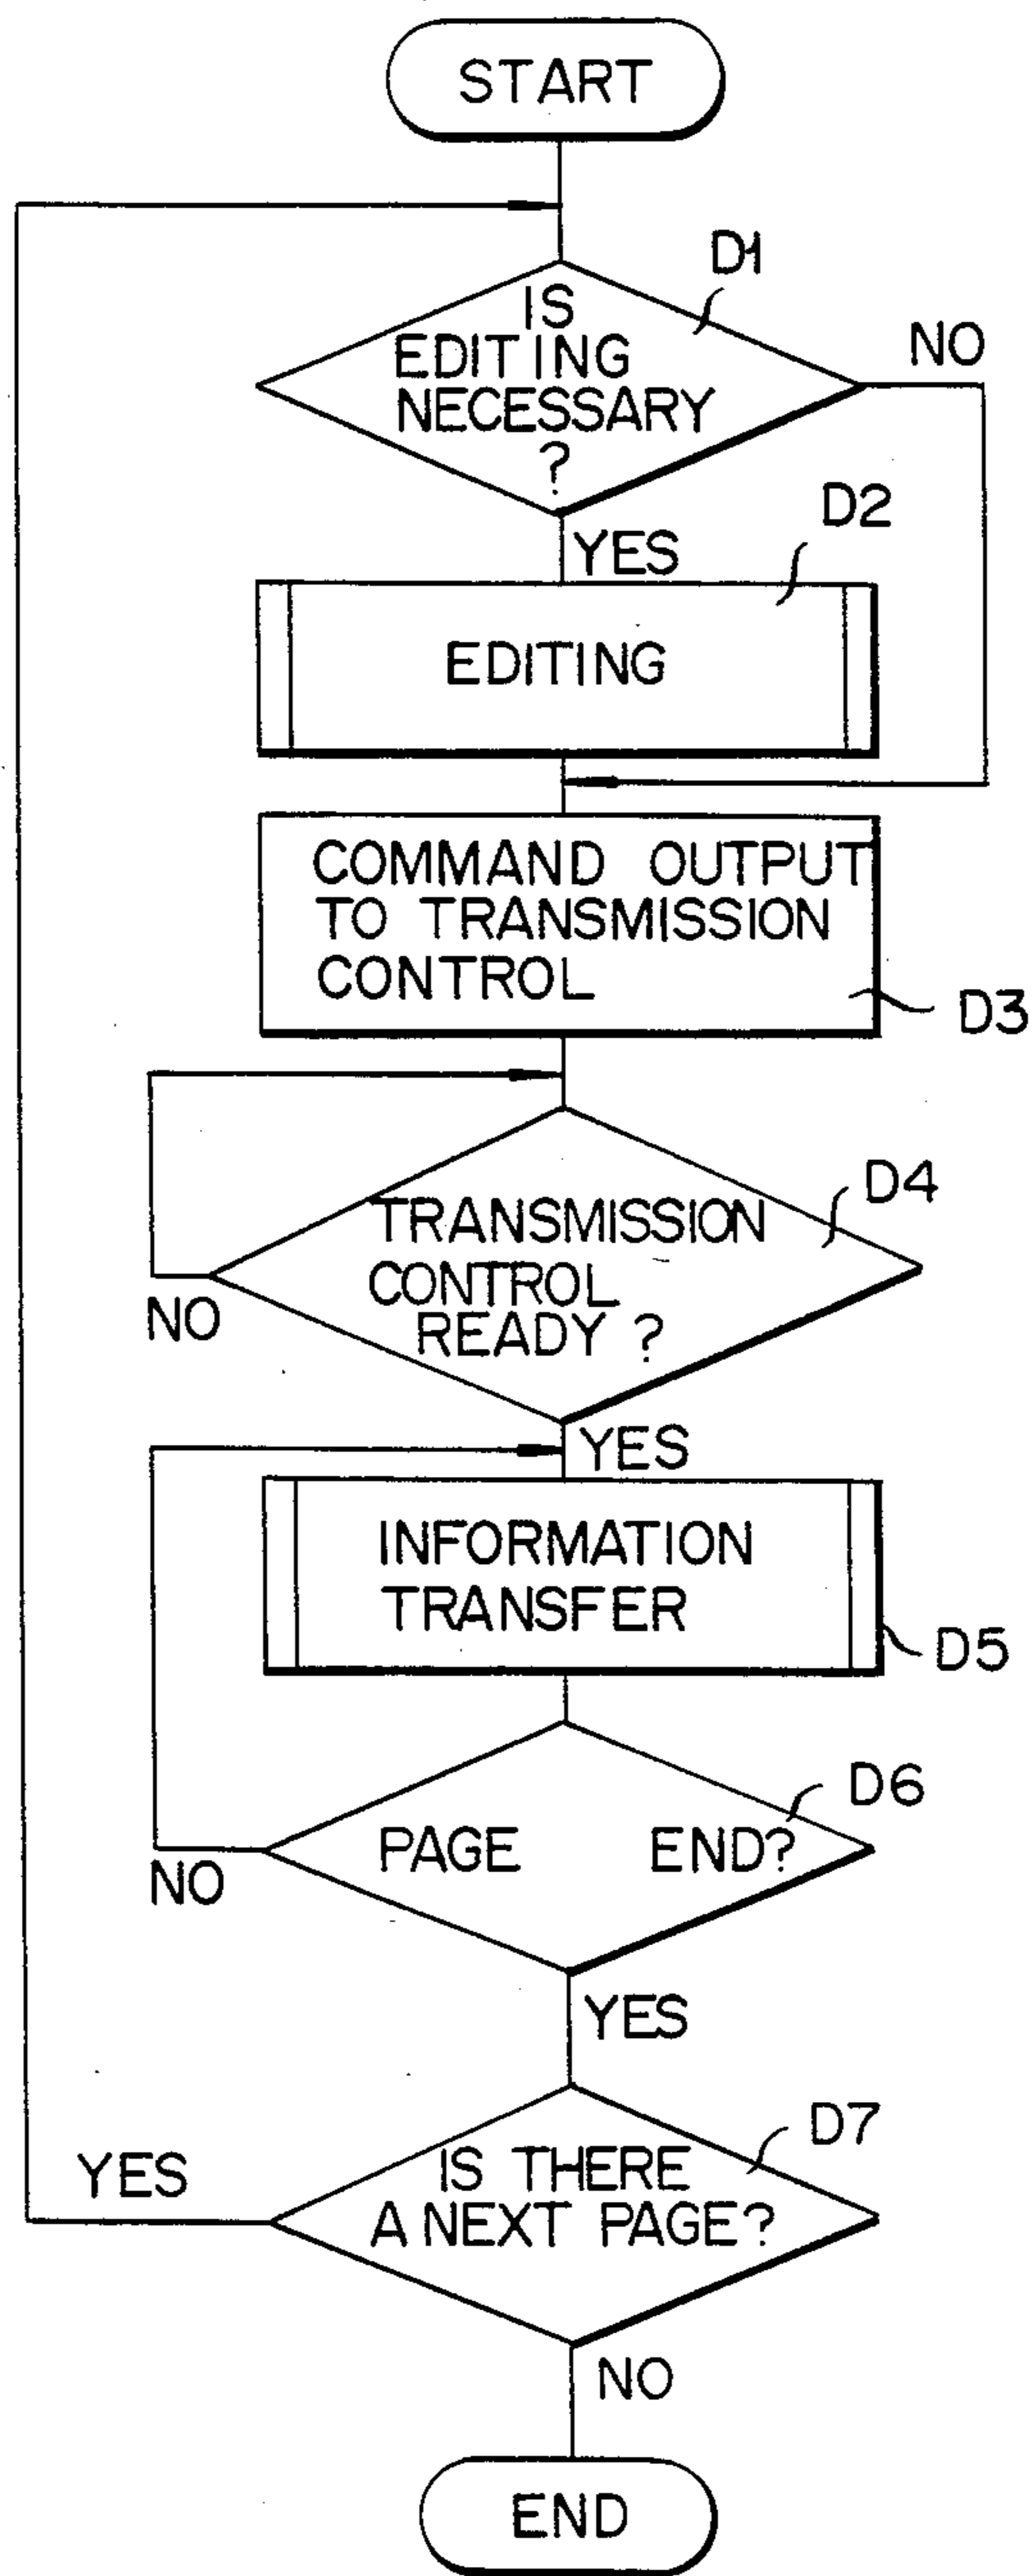 START
D1
IS
EDITING
NECESSARY
?
NO
YES
D2
EDITING
COMMAND OUTPUT
TO TRANSMISSION
CONTROL
D3
D4
TRANSMISSION
CONTROL
READY ?
NO
YES
INFORMATION
TRANSFER
D5
D6
PAGE END?
NO
YES
D7
IS THERE
A NEXT PAGE?
YES
NO
END